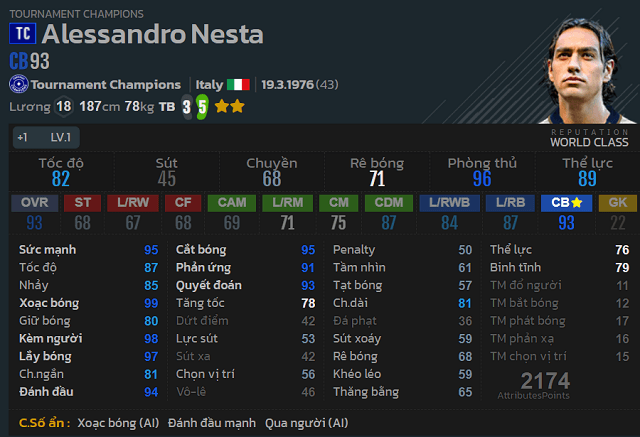 TOURNAMENT CHAMPIONS
TC Alessandro Nesta
CB93
Tournament Champions Italy 19.3.1976 (43)
Lương 18 187cm 78kg TB 3 5
+1 LV.1
REPUTATION
WORLD CLASS
Tốc độ Sút Chuyền Rê bóng Phòng thủ Thể lực
82 45 68 71 96 89
OVR ST L/RW CF CAM L/RM CM CDM L/RWB L/RB CB GK
93 68 67 68 69 71 75 87 84 87 93 22
Sức mạnh 95 Cắt bóng 95 Penalty 50 Thể lực 76
Tốc độ 87 Phản ứng 91 Tầm nhìn 61 Bình tĩnh 79
Nhảy 85 Quyết đoán 93 Tạt bóng 57 TM đổ người 11
Xoạc bóng 99 Tăng tốc 78 Ch.dài 81 TM bắt bóng 12
Giữ bóng 80 Dứt điểm 42 Đá phạt 36 TM phát bóng 17
Kèm người 98 Lực sút 53 Sút xoáy 59 TM phản xạ 16
Lấy bóng 97 Sút xa 42 Rê bóng 68 TM chọn vị trí 15
Ch.ngắn 81 Chọn vị trí 56 Khéo léo 59 2174
Đánh đầu 94 Vô-lê 46 Thăng bằng 65 AttributesPoints
C.Số ẩn : Xoạc bóng (AI) Đánh đầu mạnh Qua người (AI)